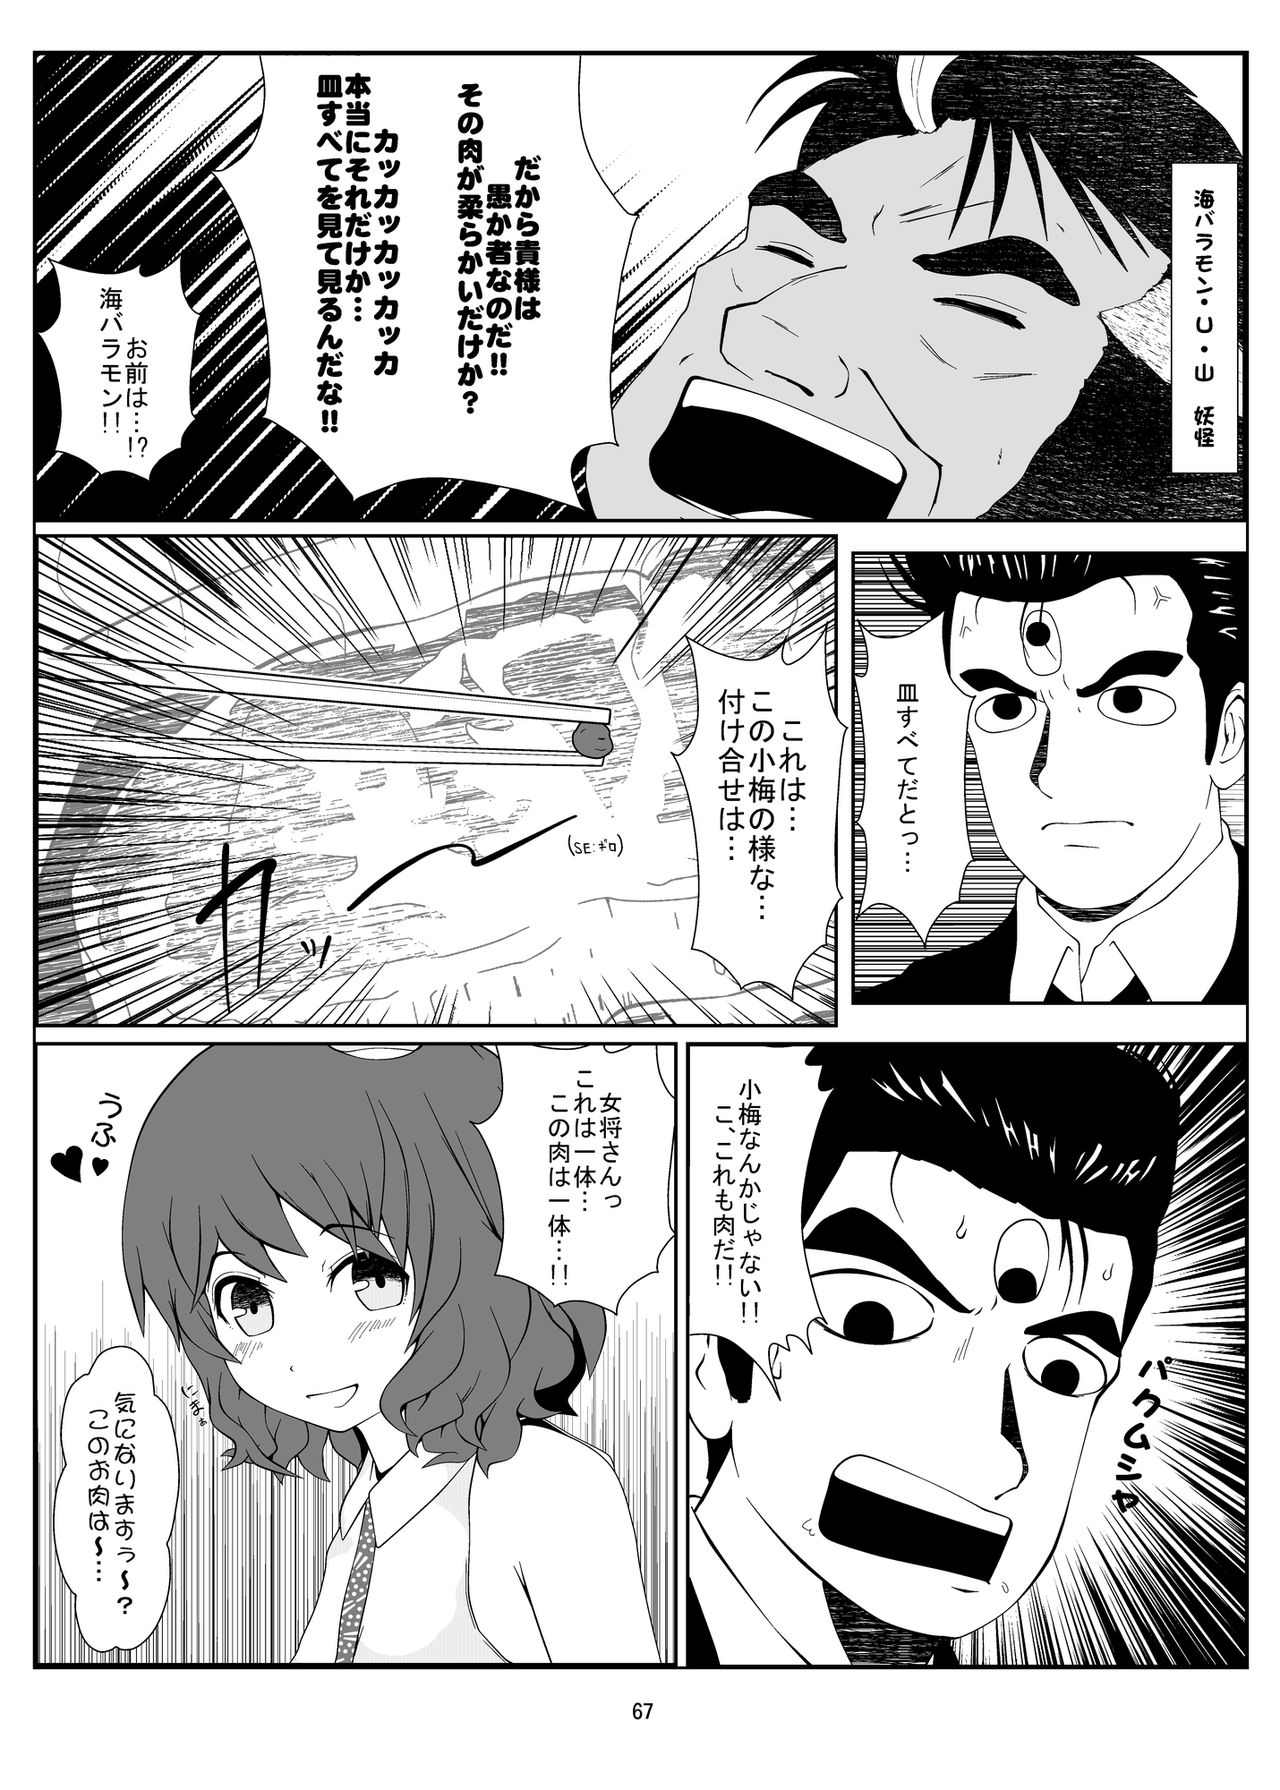 海バラモン・U・山　妖怪
だから貴様は
愚か者なのだ!!
その肉が柔らかいだけか?
カッカカッカッカッカ
本当にそれだけか…
皿すべてを見て見るんだな!!
お前は…!?
海バラモン!!
皿すべてだとっ…
これは…
この小梅の様な…
付け合せは…
(SE:ギロ)
カッ
小梅なんかじゃない!!
こ、これも肉だ!!
パクムシャ
女将さんっ
これは一体…
この肉は一体…!!
うふ
にまぁ
気になりますぅ〜?
このお肉は〜…
67